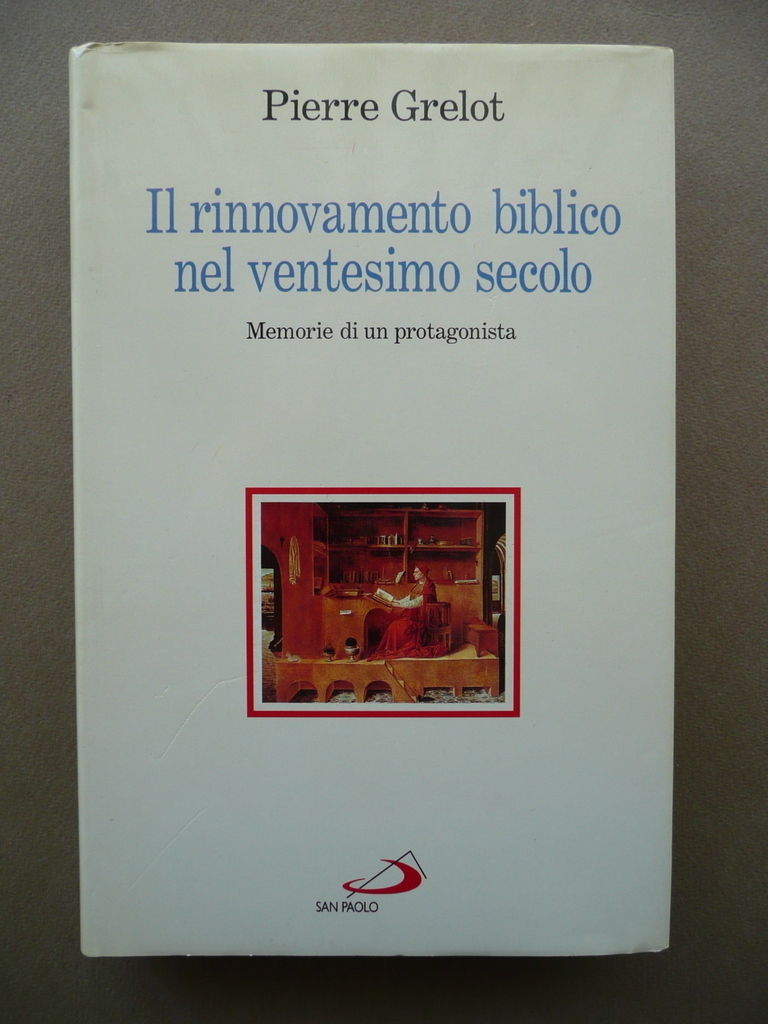 Pierre Grelot
Il rinnovamento biblico
nel ventesimo secolo
Memorie di un protagonista
SAN PAOLO